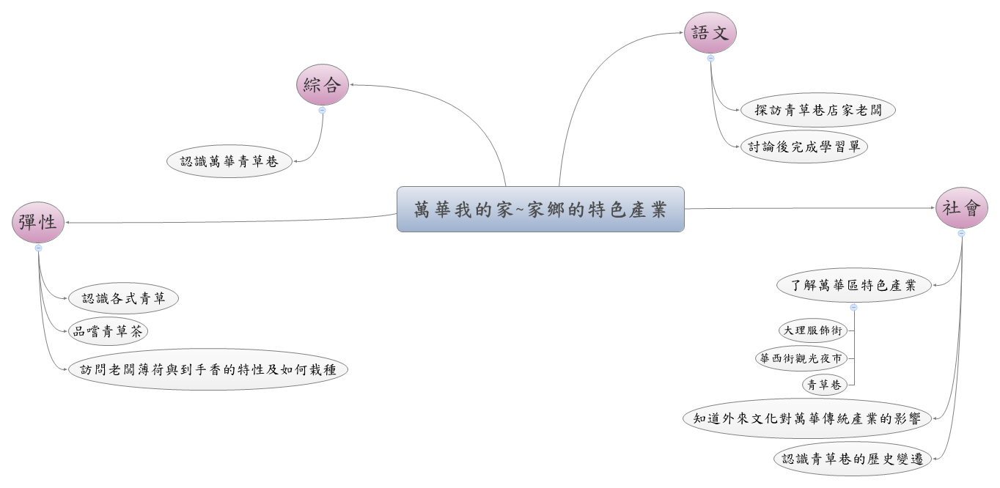 萬華我的家~家鄉的特色產業
語文
探訪青草巷店家老闆
討論後完成學習單
社會
了解萬華區特色產業
大理服飾街
華西街觀光夜市
青草巷
知道外來文化對萬華傳統產業的影響
認識青草巷的歷史變遷
綜合
認識萬華青草巷
彈性
認識各式青草
品嚐青草茶
訪問老闆薄荷與到手香的特性及如何栽種